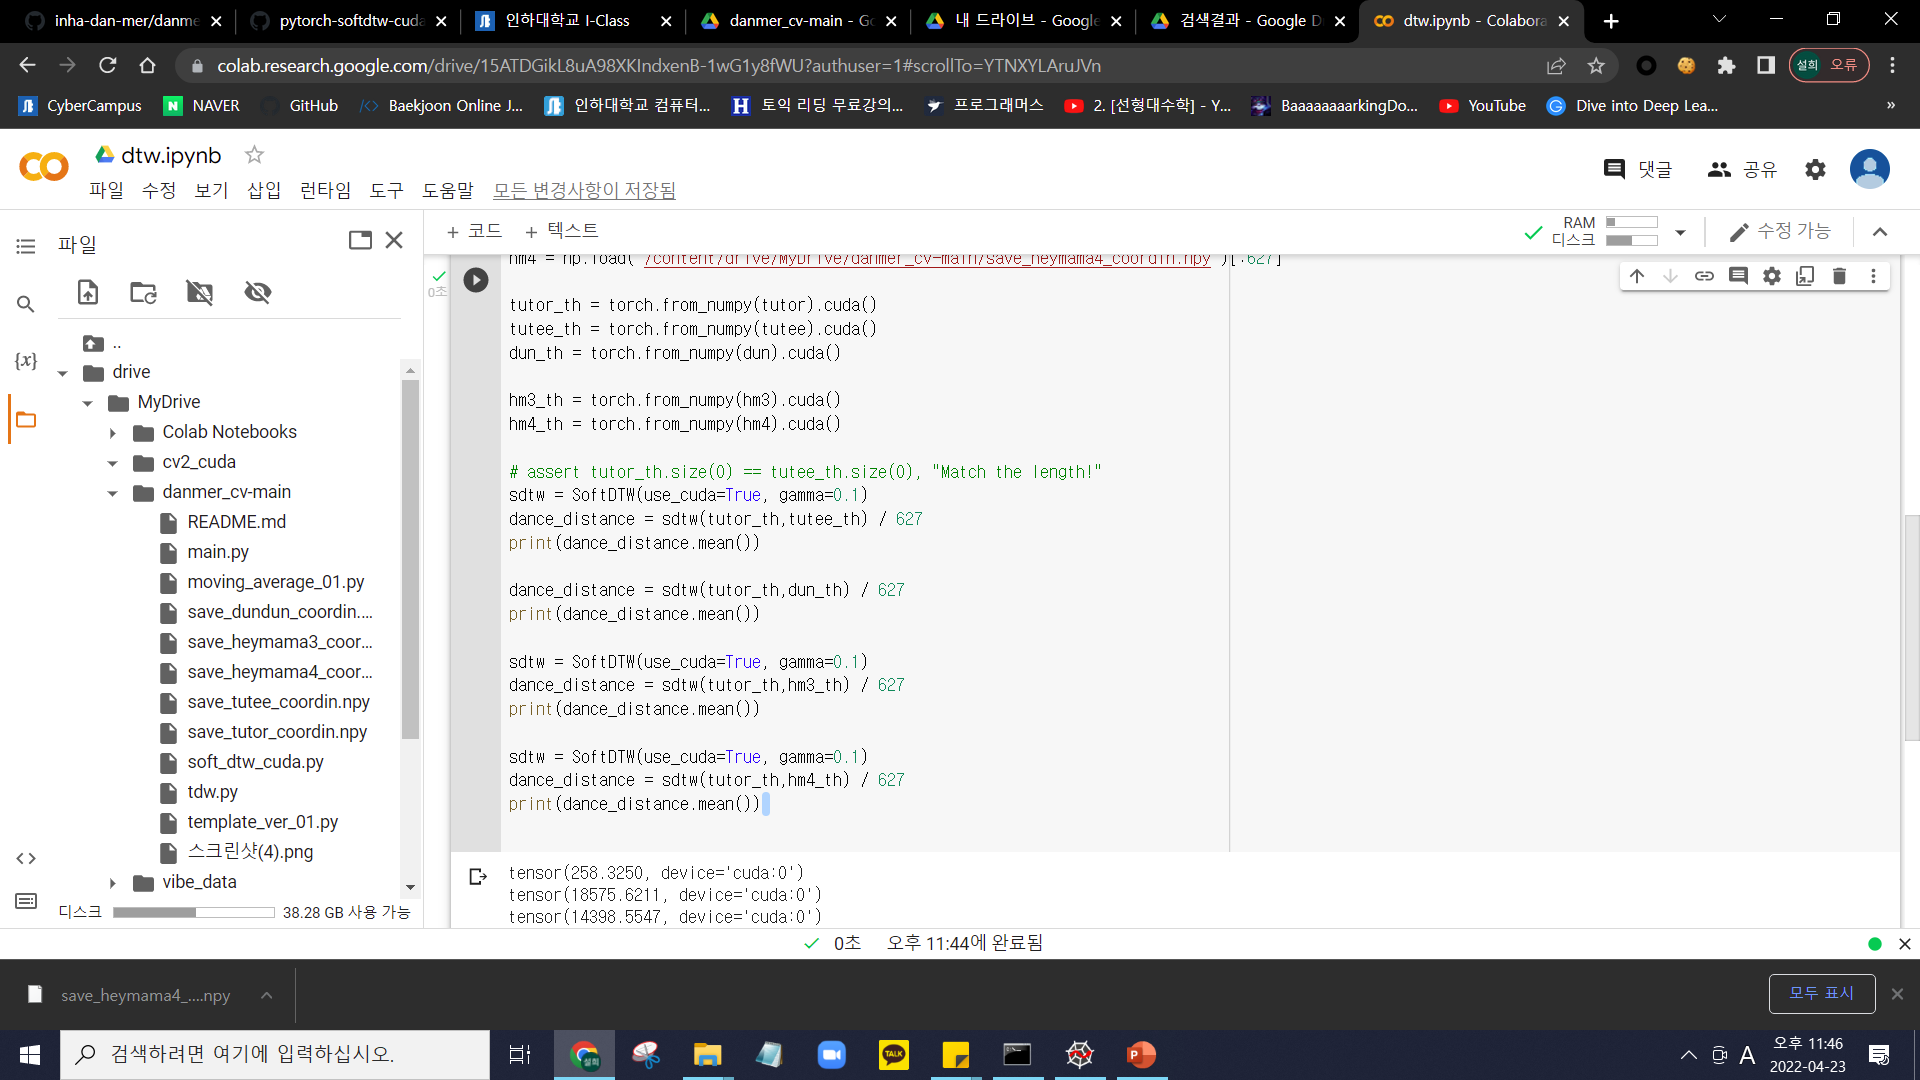 inha-dan-mer/danme
pytorch-softdtw-cuda
인하대학교 I-Class
danmer_cv-main - Go
내 드라이브 - Google
검색결과 - Google D
dtw.ipynb - Colabora
colab.research.google.com/drive/15ATDGikL8uA98XKIndxenB-1wG1y8fWU?authuser=1#scrollTo=YTNXYLAruJVn
설희 오류
CyberCampus
NAVER
GitHub
Baekjoon Online J...
인하대학교 컴퓨터...
토익 리딩 무료강의...
프로그래머스
2. [선형대수학] - Y...
BaaaaaaaarkingDo...
YouTube
Dive into Deep Lea...
»
dtw.ipynb
파일 수정 보기 삽입 런타임 도구 도움말 모든 변경사항이 저장됨
댓글 공유
파일
+ 코드 + 텍스트
RAM
디스크
수정 가능
..
drive
MyDrive
Colab Notebooks
cv2_cuda
danmer_cv-main
README.md
main.py
moving_average_01.py
save_dundun_coordin....
save_heymama3_coor...
save_heymama4_coor...
save_tutee_coordin.npy
save_tutor_coordin.npy
soft_dtw_cuda.py
tdw.py
template_ver_01.py
스크린샷(4).png
vibe_data
디스크 38.28 GB 사용 가능
0초
hm4 = np.load('/content/drive/MyDrive/danmer_cv-main/save_heymama4_coordin.npy')[:627]
tutor_th = torch.from_numpy(tutor).cuda()
tutee_th = torch.from_numpy(tutee).cuda()
dun_th = torch.from_numpy(dun).cuda()
hm3_th = torch.from_numpy(hm3).cuda()
hm4_th = torch.from_numpy(hm4).cuda()
# assert tutor_th.size(0) == tutee_th.size(0), "Match the length!"
sdtw = SoftDTW(use_cuda=True, gamma=0.1)
dance_distance = sdtw(tutor_th,tutee_th) / 627
print(dance_distance.mean())
dance_distance = sdtw(tutor_th,dun_th) / 627
print(dance_distance.mean())
sdtw = SoftDTW(use_cuda=True, gamma=0.1)
dance_distance = sdtw(tutor_th,hm3_th) / 627
print(dance_distance.mean())
sdtw = SoftDTW(use_cuda=True, gamma=0.1)
dance_distance = sdtw(tutor_th,hm4_th) / 627
print(dance_distance.mean())
tensor(258.3250, device='cuda:0')
tensor(18575.6211, device='cuda:0')
tensor(14398.5547, device='cuda:0')
0초 오후 11:44에 완료됨
save_heymama4_....npy
모두 표시
검색하려면 여기에 입력하십시오.
설희
TALK
A
오후 11:46
2022-04-23